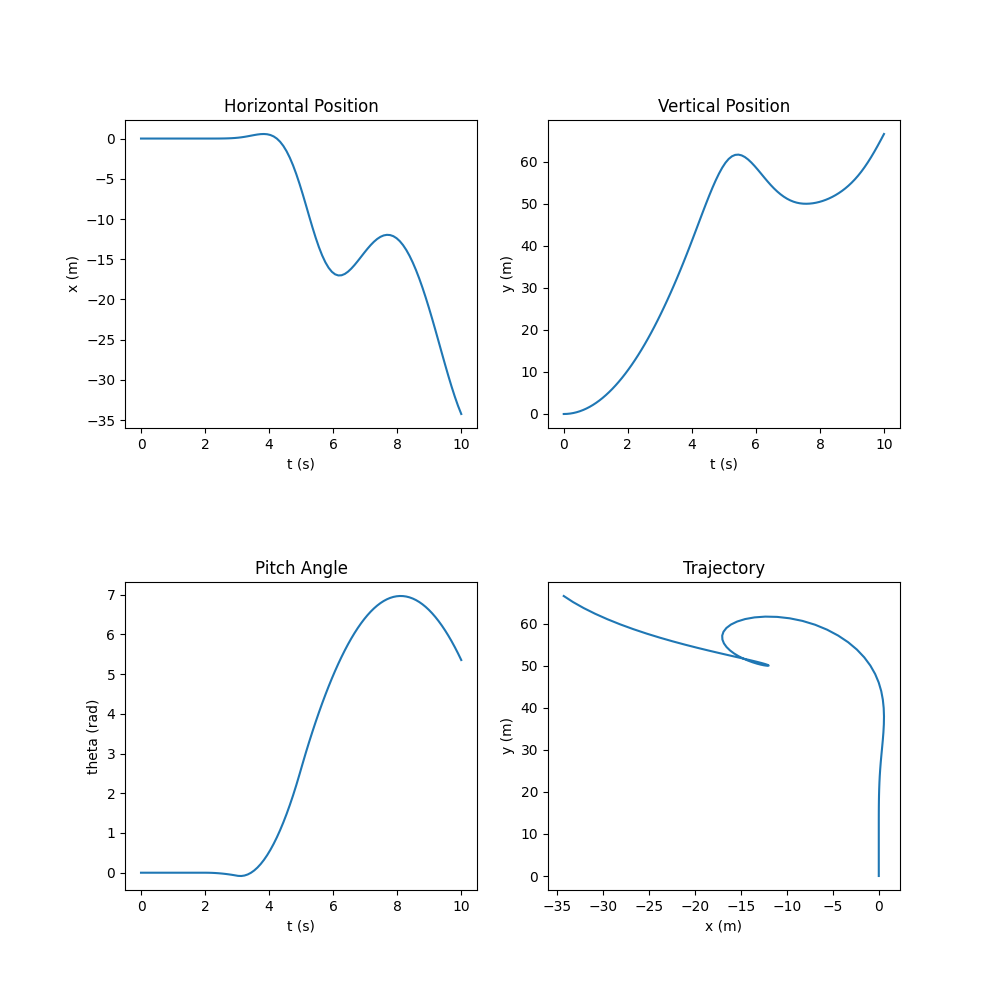 Horizontal Position
x (m)
0
−5
−10
−15
−20
−25
−30
−35
0 2 4 6 8 10
t (s)
Vertical Position
y (m)
60
50
40
30
20
10
0
0 2 4 6 8 10
t (s)
Pitch Angle
theta (rad)
7
6
5
4
3
2
1
0
0 2 4 6 8 10
t (s)
Trajectory
y (m)
60
50
40
30
20
10
0
−35 −30 −25 −20 −15 −10 −5 0
x (m)